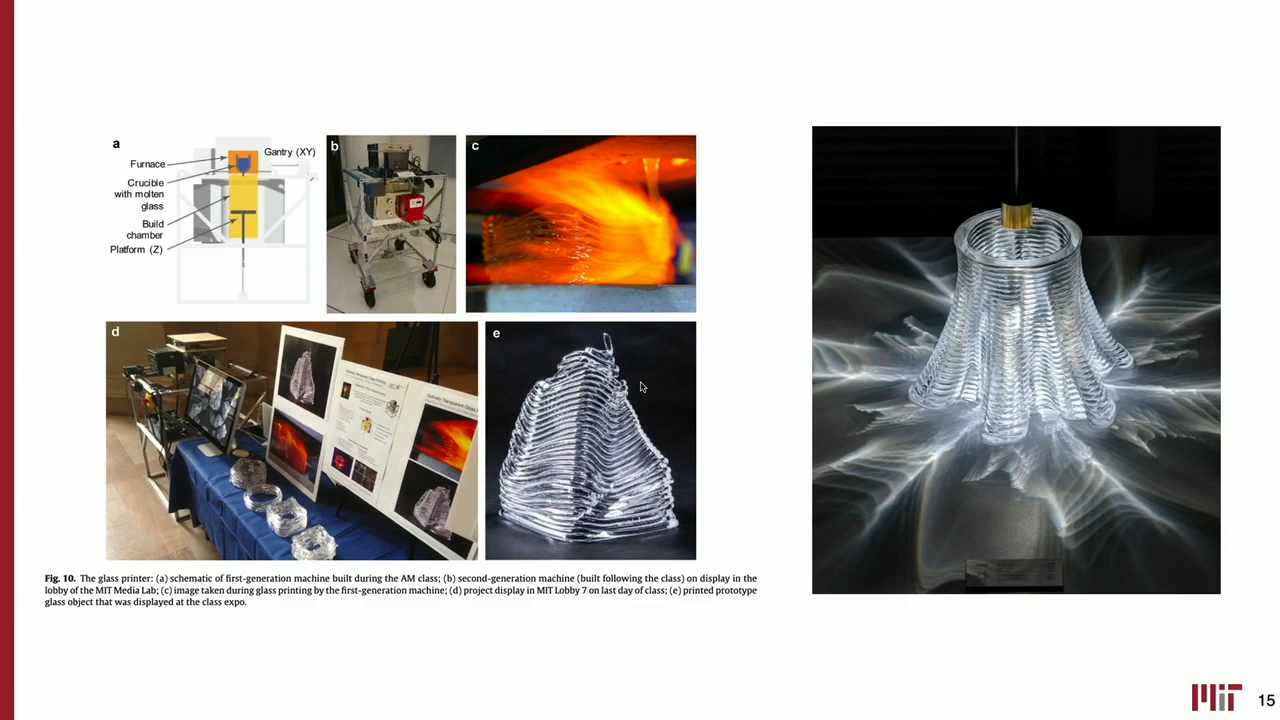 a
Furnace
Gantry (XY)
Crucible
with molten
glass
Build
chamber
Platform (Z)
b
c
d
e
Fig. 10. The glass printer: (a) schematic of first-generation machine built during the AM class; (b) second-generation machine (built following the class) on display in the
lobby of the MIT Media Lab; (c) image taken during glass printing by the first-generation machine; (d) project display in MIT Lobby 7 on last day of class; (e) printed prototype
glass object that was displayed at the class expo.
MIT
15